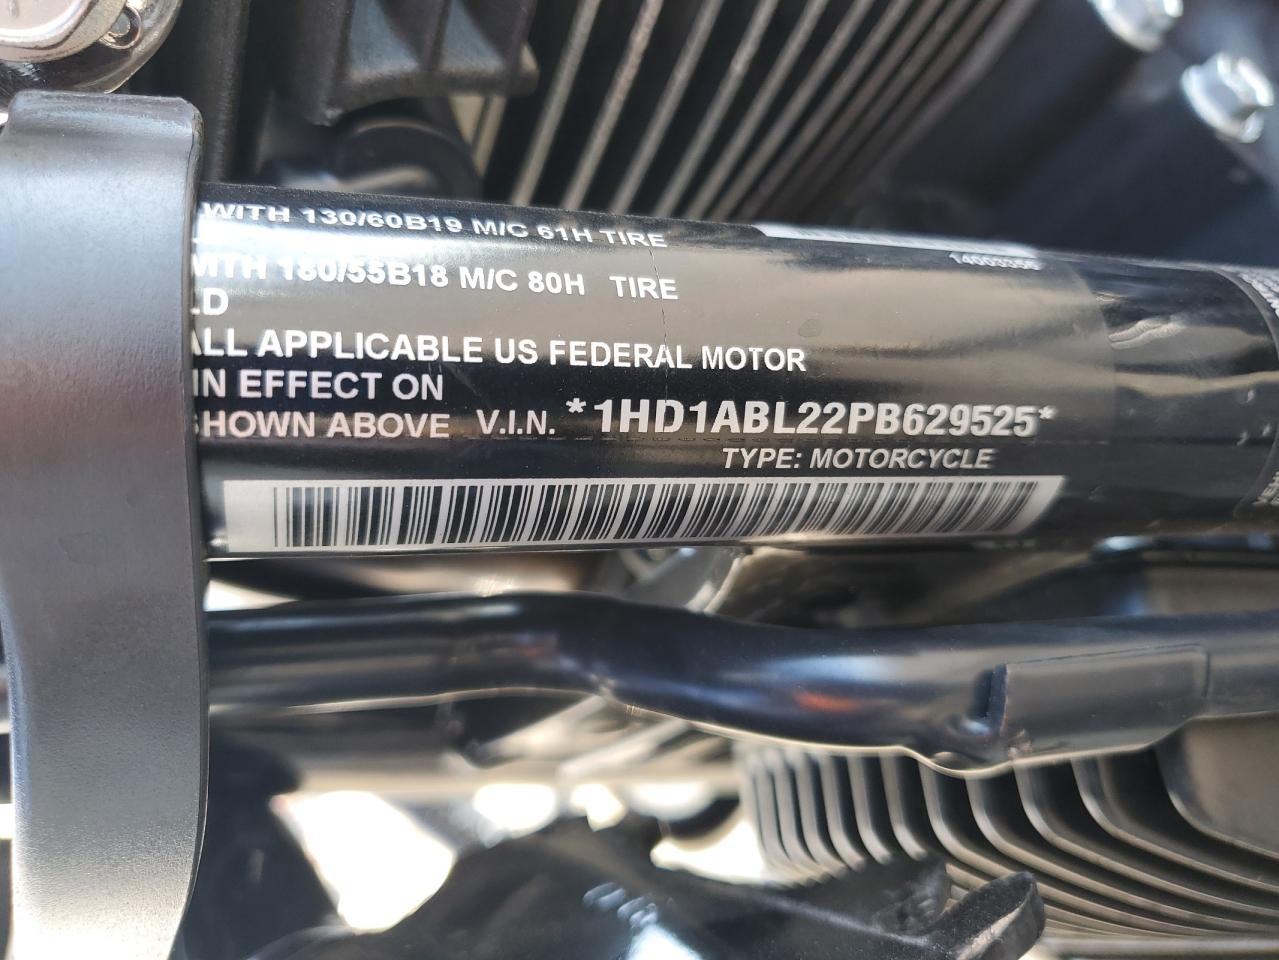 WITH 130/60B19 M/C 61H TIRE
14003356
WITH 180/55B18 M/C 80H TIRE
LD
ALL APPLICABLE US FEDERAL MOTOR
IN EFFECT ON
SHOWN ABOVE V.I.N. *1HD1ABL22PB629525*
TYPE: MOTORCYCLE